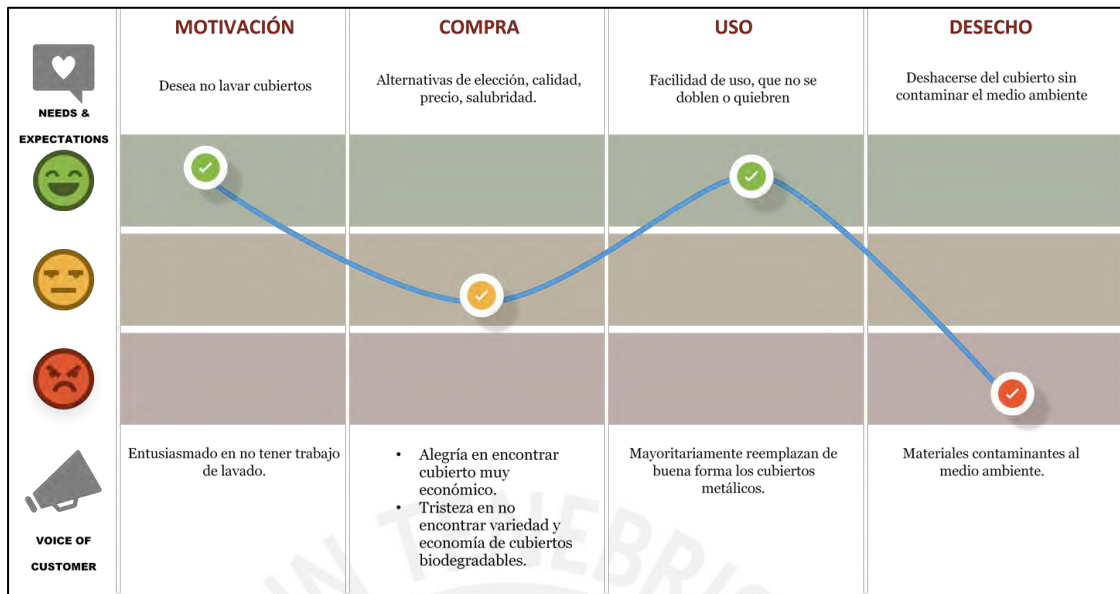 MOTIVACIÓN
COMPRA
USO
DESECHO
NEEDS &
EXPECTATIONS
Desea no lavar cubiertos
Alternativas de elección, calidad,
precio, salubridad.
Facilidad de uso, que no se
doblen o quiebren
Deshacerse del cubierto sin
contaminar el medio ambiente
VOICE OF
CUSTOMER
Entusiasmado en no tener trabajo
de lavado.
• Alegría en encontrar
cubierto muy
económico.
• Tristeza en no
encontrar variedad y
economía de cubiertos
biodegradables.
Mayoritariamente reemplazan de
buena forma los cubiertos
metálicos.
Materiales contaminantes al
medio ambiente.
IN TENEBRIS